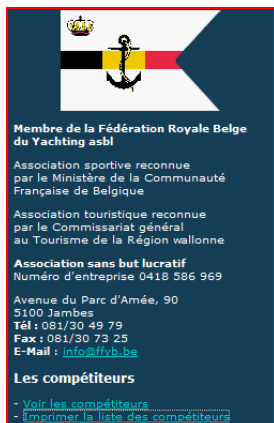 Membre de la Fédération Royale Belge
du Yachting asbl
Association sportive reconnue
par le Ministère de la Communauté
Française de Belgique
Association touristique reconnue
par le Commissariat général
au Tourisme de la Région wallonne
Association sans but lucratif
Numéro d'entreprise 0418 586 969
Avenue du Parc d'Amée, 90
5100 Jambes
Tél : 081/30 49 79
Fax : 081/30 73 25
E-Mail : info@ffyb.be
Les compétiteurs
- Voir les compétiteurs
- Imprimer la liste des compétiteurs